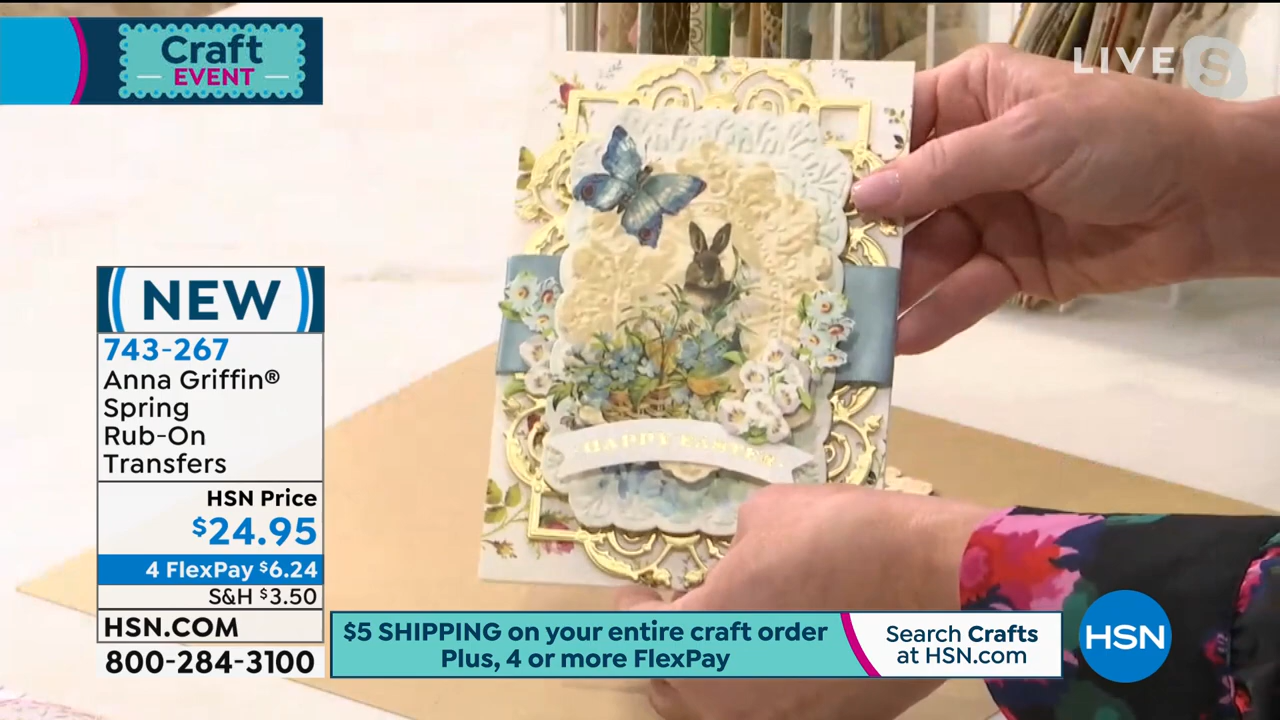 Craft
EVENT
LIVE S
NEW
743-267
Anna Griffin®
Spring
Rub-On
Transfers
HSN Price
$24.95
4 FlexPay $6.24
S&H $3.50
HSN.COM
800-284-3100
HAPPY EASTER
$5 SHIPPING on your entire craft order
Plus, 4 or more FlexPay
Search Crafts
at HSN.com
HSN